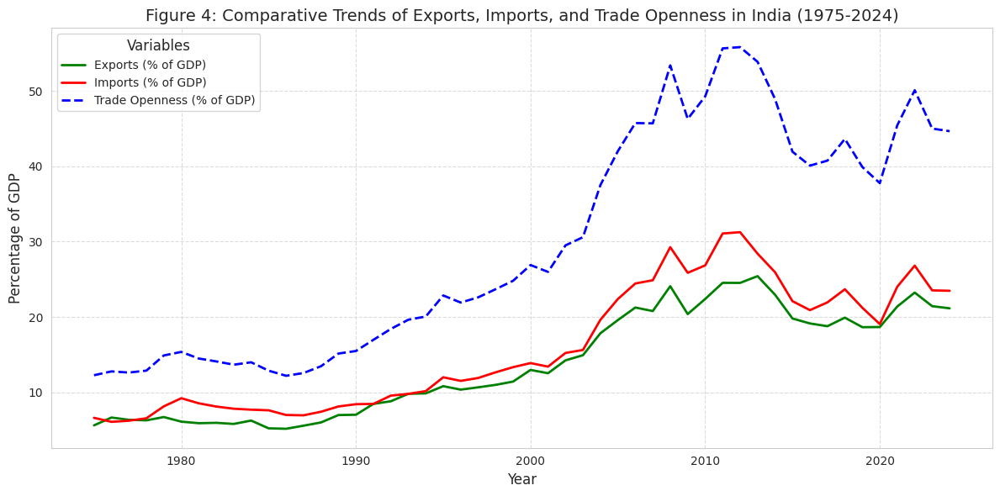 Figure 4: Comparative Trends of Exports, Imports, and Trade Openness in India (1975-2024)
Variables
Exports (% of GDP)
Imports (% of GDP)
Trade Openness (% of GDP)
Percentage of GDP
50
40
30
20
10
1980 1990 2000 2010 2020
Year